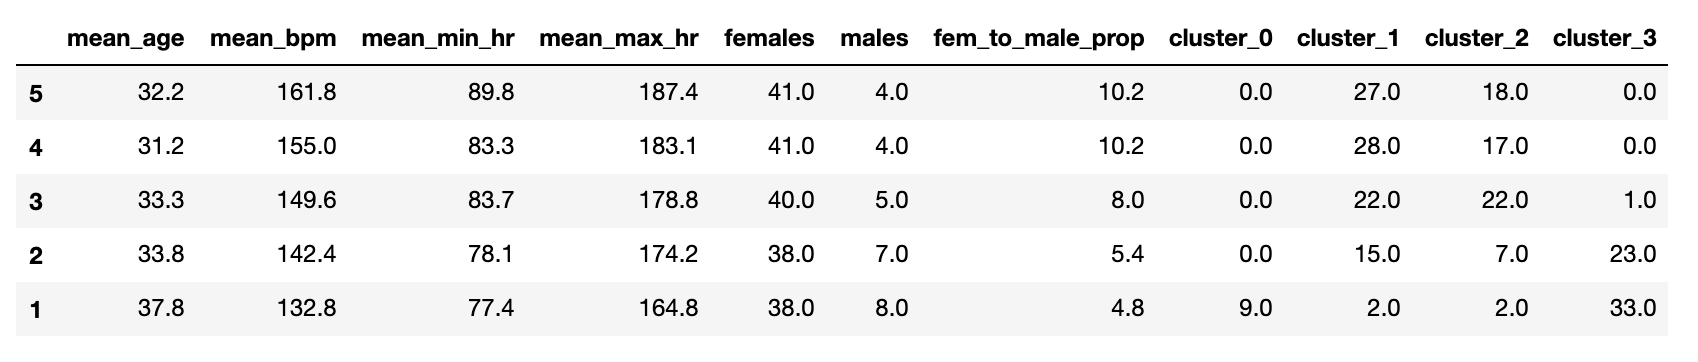 mean_age mean_bpm mean_min_hr mean_max_hr females males fem_to_male_prop cluster_0 cluster_1 cluster_2 cluster_3
5 32.2 161.8 89.8 187.4 41.0 4.0 10.2 0.0 27.0 18.0 0.0
4 31.2 155.0 83.3 183.1 41.0 4.0 10.2 0.0 28.0 17.0 0.0
3 33.3 149.6 83.7 178.8 40.0 5.0 8.0 0.0 22.0 22.0 1.0
2 33.8 142.4 78.1 174.2 38.0 7.0 5.4 0.0 15.0 7.0 23.0
1 37.8 132.8 77.4 164.8 38.0 8.0 4.8 9.0 2.0 2.0 33.0